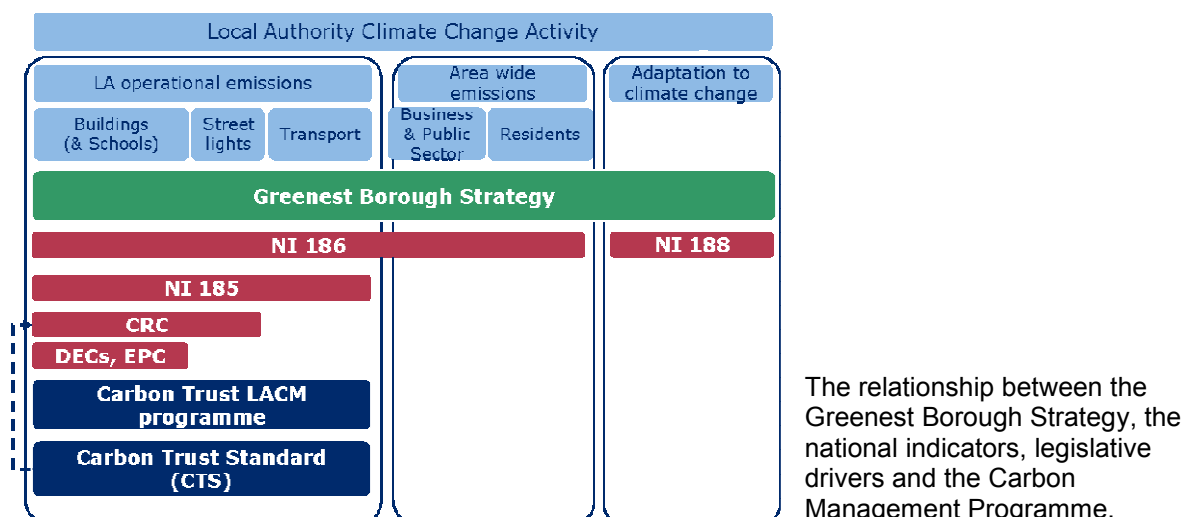 Local Authority Climate Change Activity
LA operational emissions
Area wide
emissions
Adaptation to
climate change
Buildings
(& Schools)
Street
lights
Transport
Business
& Public
Sector
Residents
Greenest Borough Strategy
NI 186
NI 188
NI 185
CRC
DECs, EPC
Carbon Trust LACM
programme
Carbon Trust Standard
(CTS)
The relationship between the
Greenest Borough Strategy, the
national indicators, legislative
drivers and the Carbon
Management Programme.